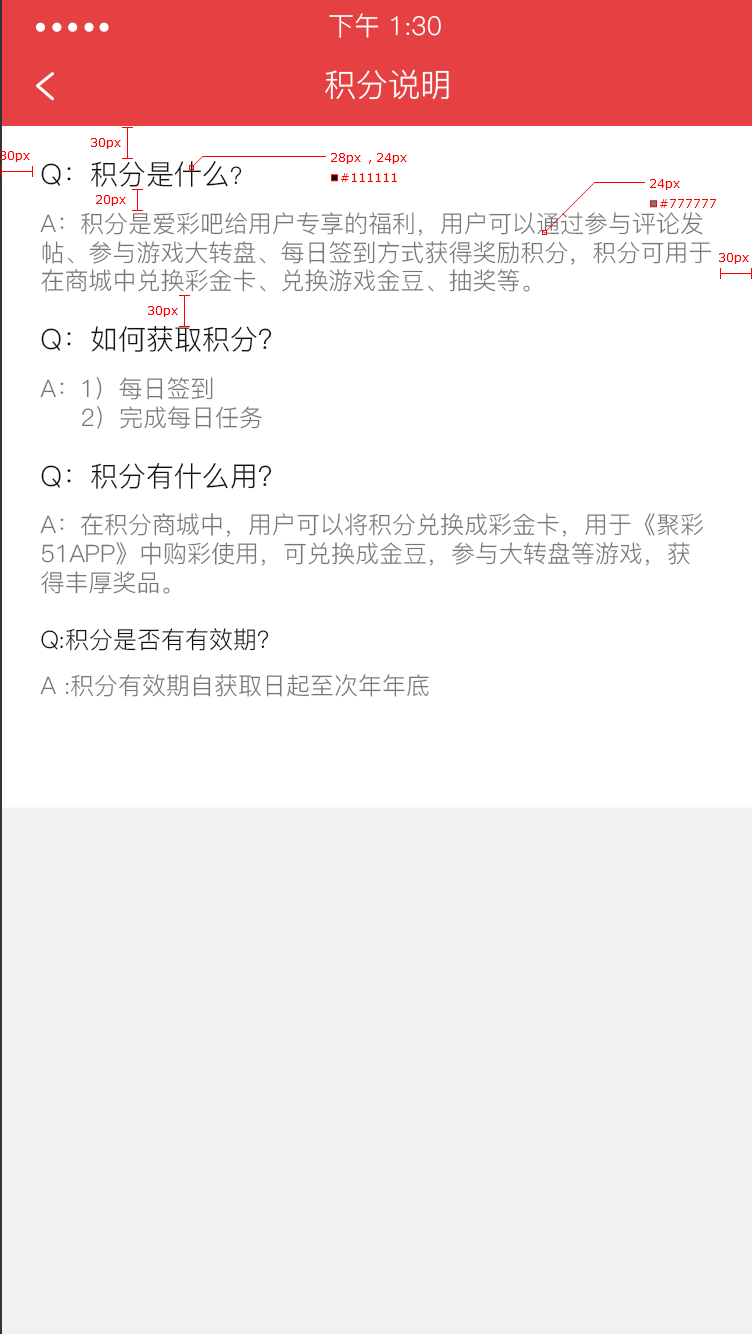 下午 1:30
积分说明
30px
30px
28px , 24px
#111111
Q：积分是什么？
20px
24px
#777777
A：积分是爱彩吧给用户专享的福利，用户可以通过参与评论发
帖、参与游戏大转盘、每日签到方式获得奖励积分，积分可用于
30px
在商城中兑换彩金卡、兑换游戏金豆、抽奖等。
30px
Q：如何获取积分？
A：1）每日签到
2）完成每日任务
Q：积分有什么用？
A：在积分商城中，用户可以将积分兑换成彩金卡，用于《聚彩
51APP》中购彩使用，可兑换成金豆，参与大转盘等游戏，获
得丰厚奖品。
Q:积分是否有有效期？
A :积分有效期自获取日起至次年年底